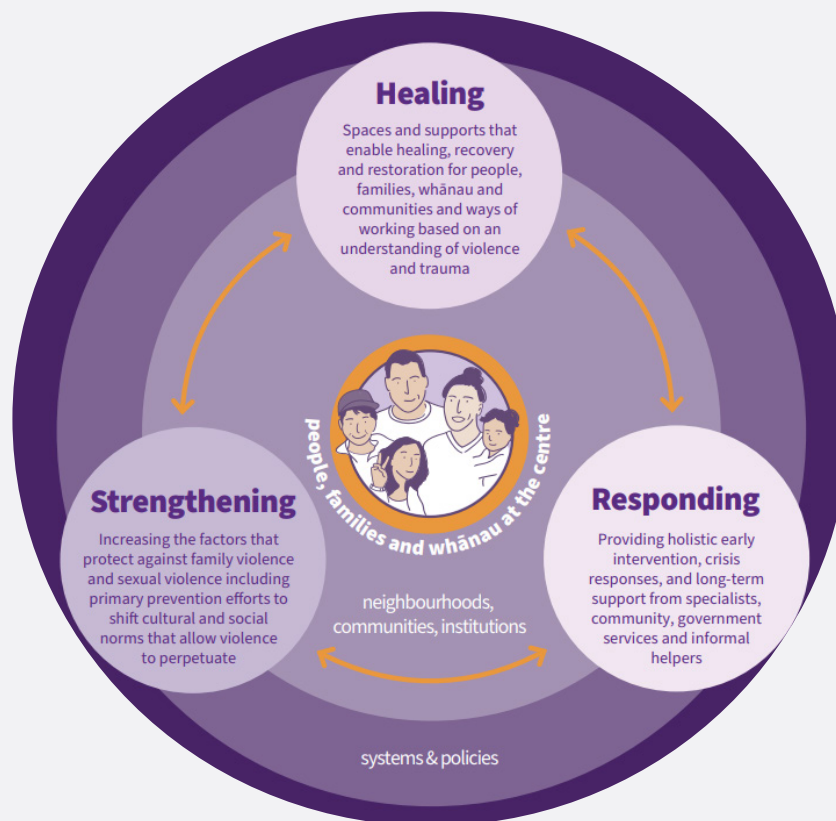 Healing
Spaces and supports that
enable healing, recovery
and restoration for people,
families, whānau and
communities and ways of
working based on an
understanding of violence
and trauma
people, families and whānau at the centre
Strengthening
Increasing the factors that
protect against family violence
and sexual violence including
primary prevention efforts to
shift cultural and social
norms that allow violence
to perpetuate
Responding
Providing holistic early
intervention, crisis
responses, and long-term
support from specialists,
community, government
services and informal
helpers
neighbourhoods,
communities, institutions
systems & policies